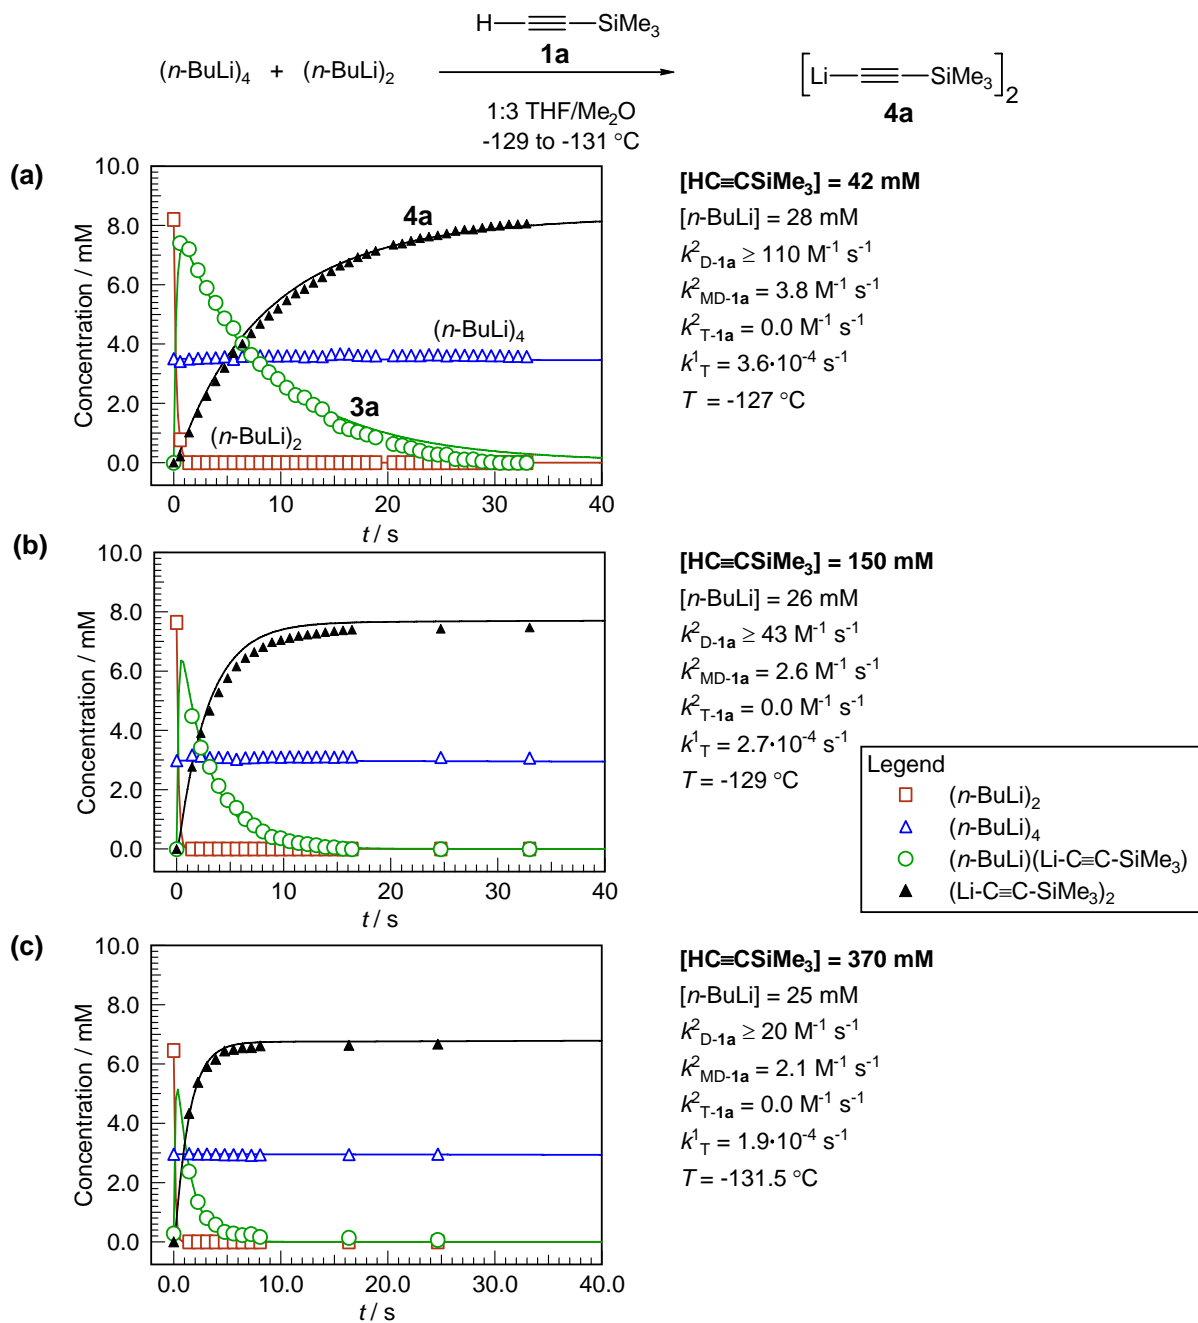 H—≡—SiMe₃
1a
(n-BuLi)₄ + (n-BuLi)₂
1:3 THF/Me₂O
-129 to -131 °C
[Li—≡—SiMe₃]₂
4a
(a)
10.0
8.0
6.0
4.0
2.0
0.0
Concentration / mM
4a
(n-BuLi)₄
3a
(n-BuLi)₂
0 10 20 30 40
t / s
[HC≡CSiMe₃] = 42 mM
[n-BuLi] = 28 mM
k²D-1a ≥ 110 M⁻¹ s⁻¹
k²MD-1a = 3.8 M⁻¹ s⁻¹
k²T-1a = 0.0 M⁻¹ s⁻¹
k¹T = 3.6·10⁻⁴ s⁻¹
T = -127 °C
(b)
10.0
8.0
6.0
4.0
2.0
0.0
Concentration / mM
0 10 20 30 40
t / s
[HC≡CSiMe₃] = 150 mM
[n-BuLi] = 26 mM
k²D-1a ≥ 43 M⁻¹ s⁻¹
k²MD-1a = 2.6 M⁻¹ s⁻¹
k²T-1a = 0.0 M⁻¹ s⁻¹
k¹T = 2.7·10⁻⁴ s⁻¹
T = -129 °C
Legend
(n-BuLi)₂
(n-BuLi)₄
(n-BuLi)(Li-C≡C-SiMe₃)
(Li-C≡C-SiMe₃)₂
(c)
10.0
8.0
6.0
4.0
2.0
0.0
Concentration / mM
0.0 10.0 20.0 30.0 40.0
t / s
[HC≡CSiMe₃] = 370 mM
[n-BuLi] = 25 mM
k²D-1a ≥ 20 M⁻¹ s⁻¹
k²MD-1a = 2.1 M⁻¹ s⁻¹
k²T-1a = 0.0 M⁻¹ s⁻¹
k¹T = 1.9·10⁻⁴ s⁻¹
T = -131.5 °C